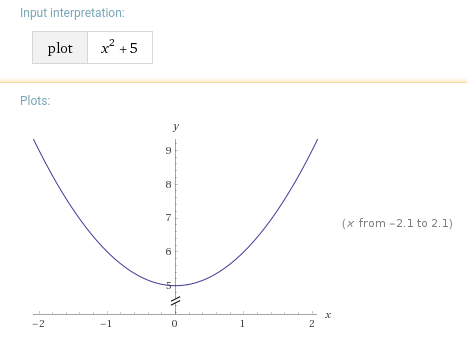 Input interpretation:
plot x² + 5
Plots:
y
9
8
7
6
5
(x from −2.1 to 2.1)
−2 −1 0 1 2 x